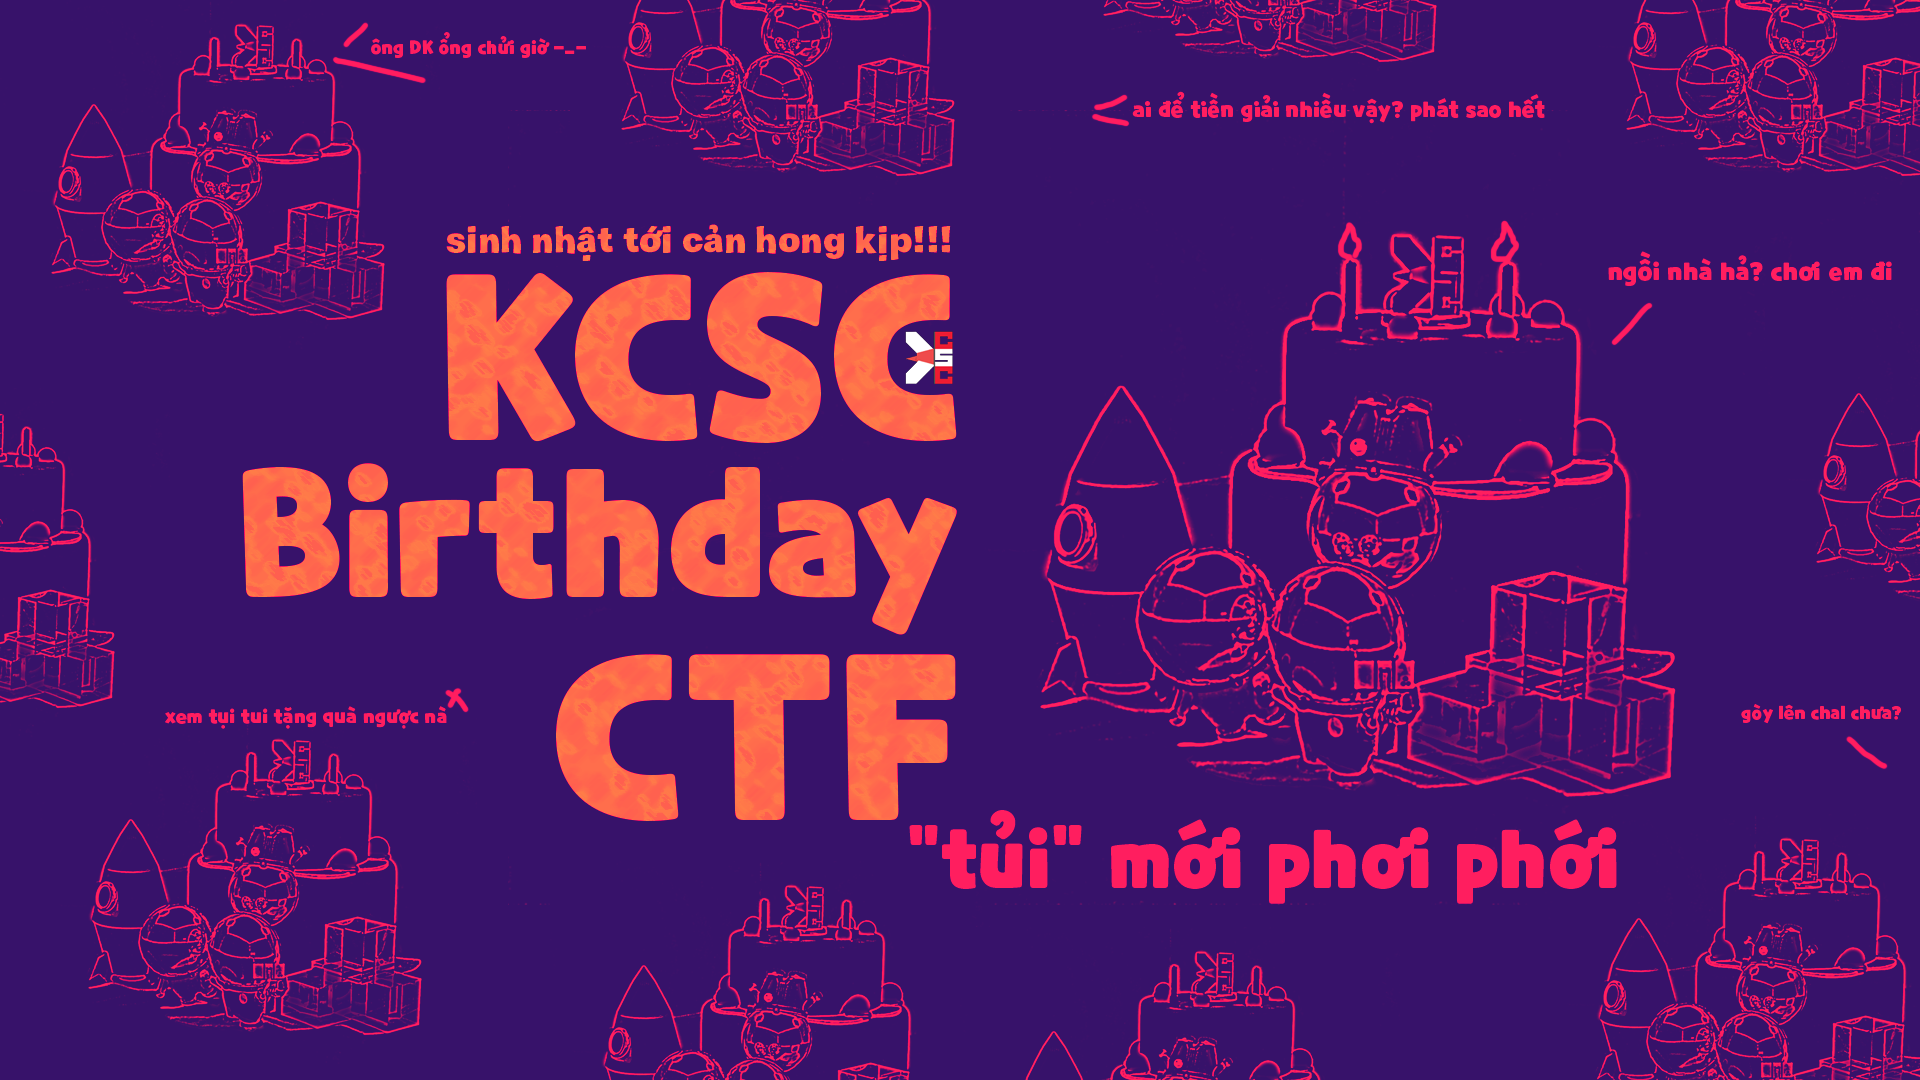 ông DK ổng chửi giờ -_-
ai để tiền giải nhiều vậy? phát sao hết
sinh nhật tới cản hong kịp!!!
ngồi nhà hả? chơi em đi
KCSC
CSC
Birthday
CTF
xem tụi tui tặng quà ngược nà
gòy lên chal chưa?
"tủi" mới phơi phới